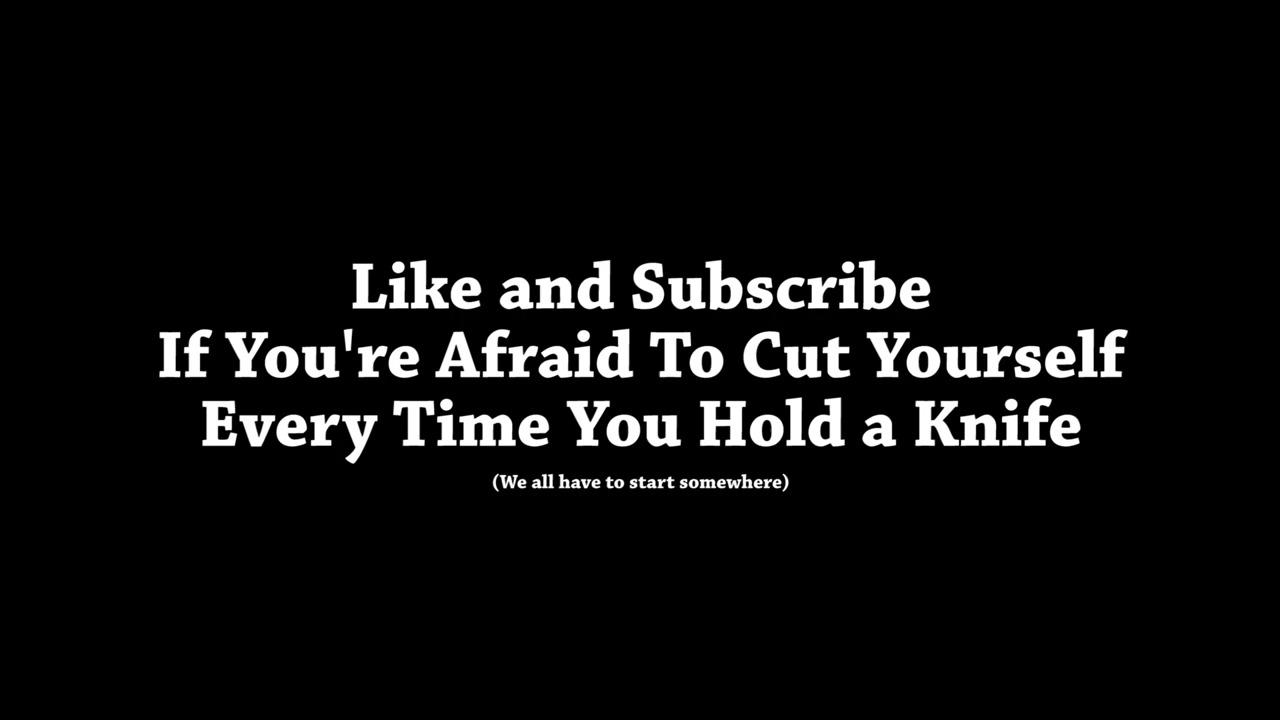 Like and Subscribe
If You're Afraid To Cut Yourself
Every Time You Hold a Knife
(We all have to start somewhere)